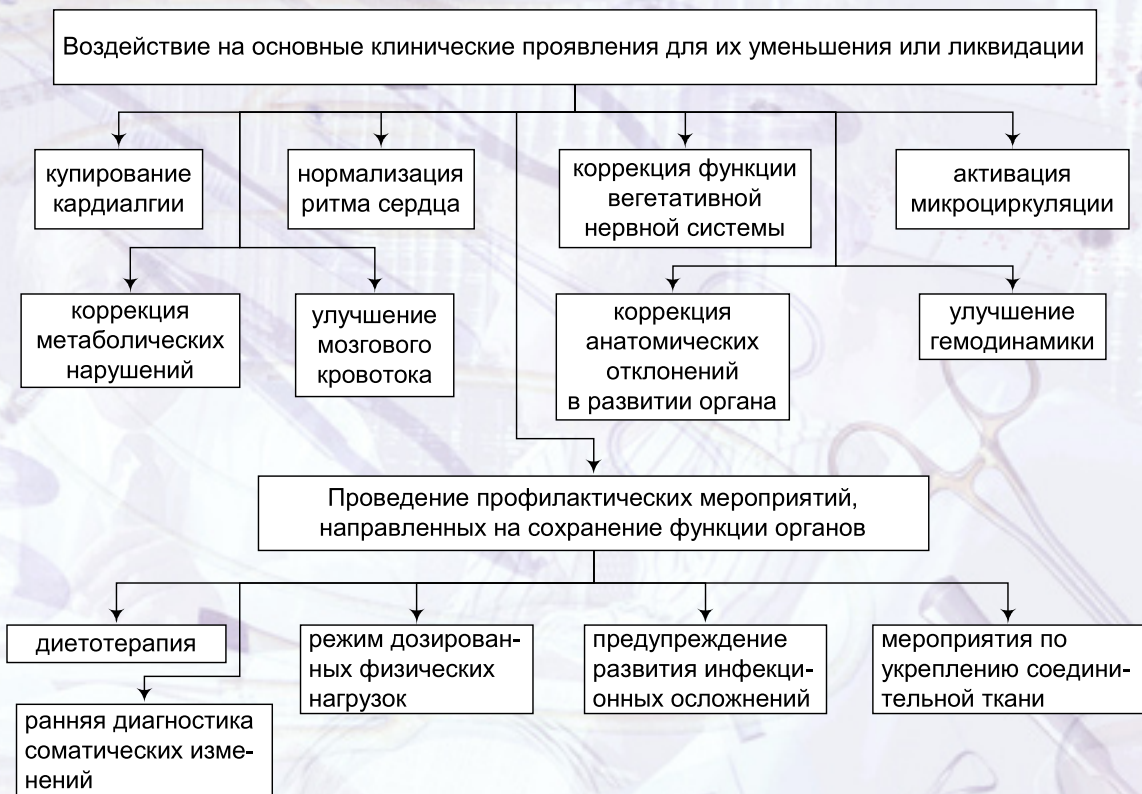 Воздействие на основные клинические проявления для их уменьшения или ликвидации
купирование
кардиалгии
нормализация
ритма сердца
коррекция функции
вегетативной
нервной системы
активация
микроциркуляции
коррекция
метаболических
нарушений
улучшение
мозгового
кровотока
коррекция
анатомических
отклонений
в развитии органа
улучшение
гемодинамики
Проведение профилактических мероприятий,
направленных на сохранение функции органов
диетотерапия
режим дозирован-
ных физических
нагрузок
предупреждение
развития инфекци-
онных осложнений
мероприятия по
укреплению соедини-
тельной ткани
ранняя диагностика
соматических изме-
нений